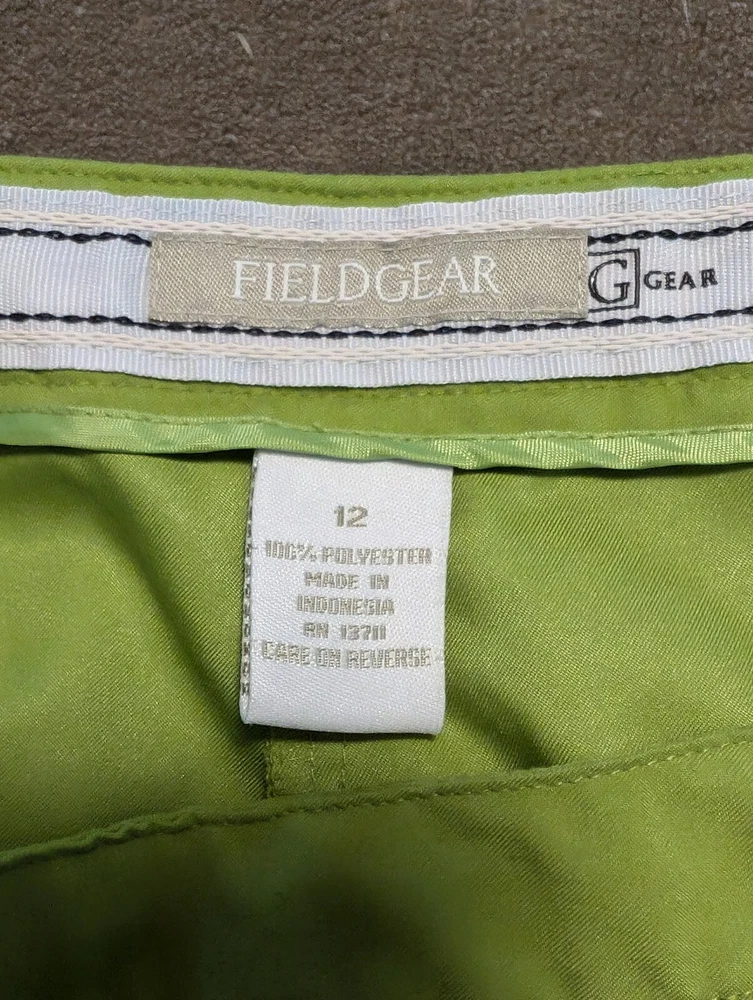 FIELDGEAR
G GEAR
12
100% POLYESTER
MADE IN
INDONESIA
RN 13711
CARE ON REVERSE